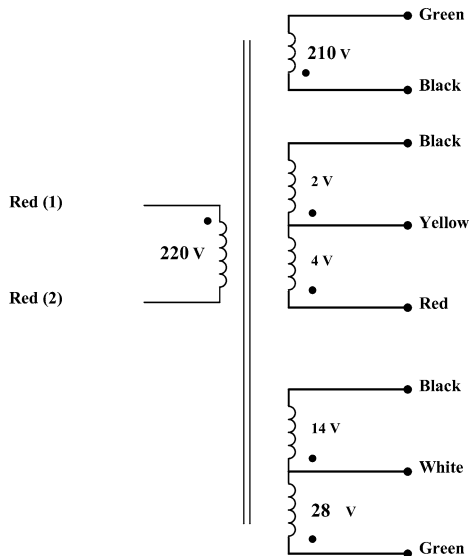 Green
210 V
Black
Black
2 V
Red (1)
Yellow
220 V
4 V
Red (2)
Red
Black
14 V
White
28 V
Green